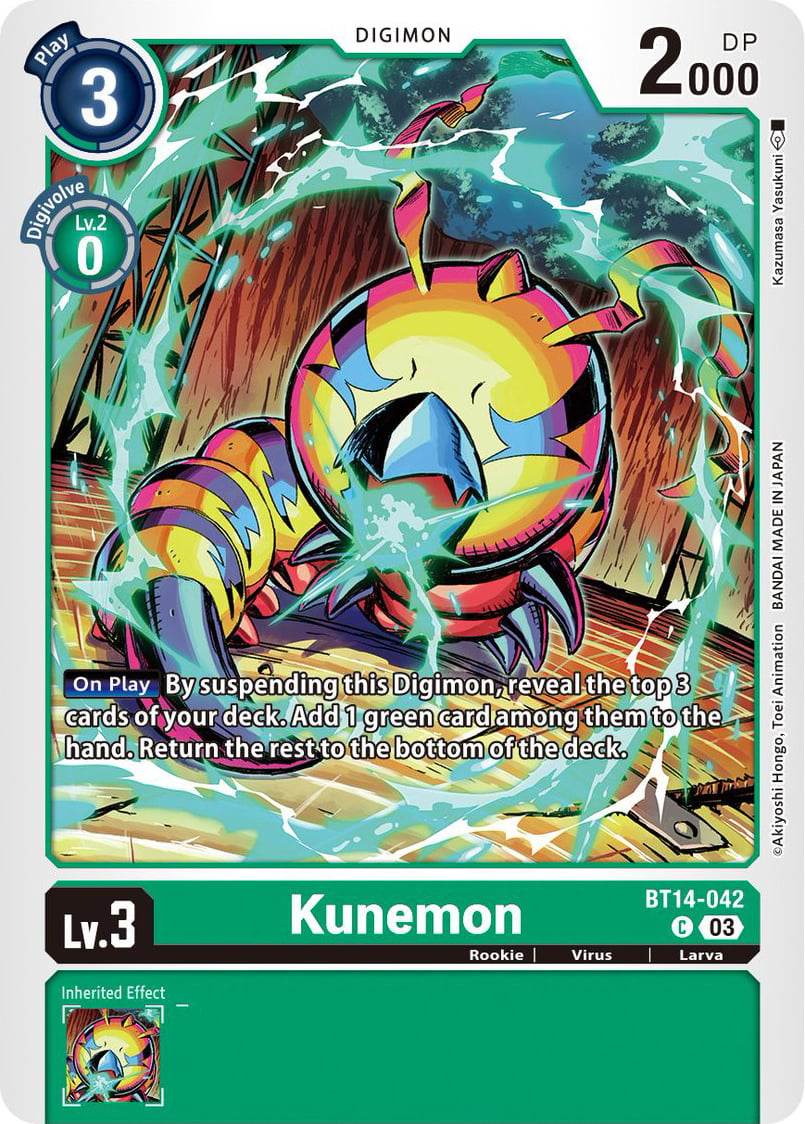 DIGIMON
Play
3
DP
2000
Digivolve
Lv.2
0
Kazumasa Yasukuni
BANDAI MADE IN JAPAN
©Akiyoshi Hongo, Toei Animation
On Play By suspending this Digimon, reveal the top 3
cards of your deck. Add 1 green card among them to the
hand. Return the rest to the bottom of the deck.
Lv.3
Kunemon
BT14-042
C 03
Rookie | Virus | Larva
Inherited Effect
—